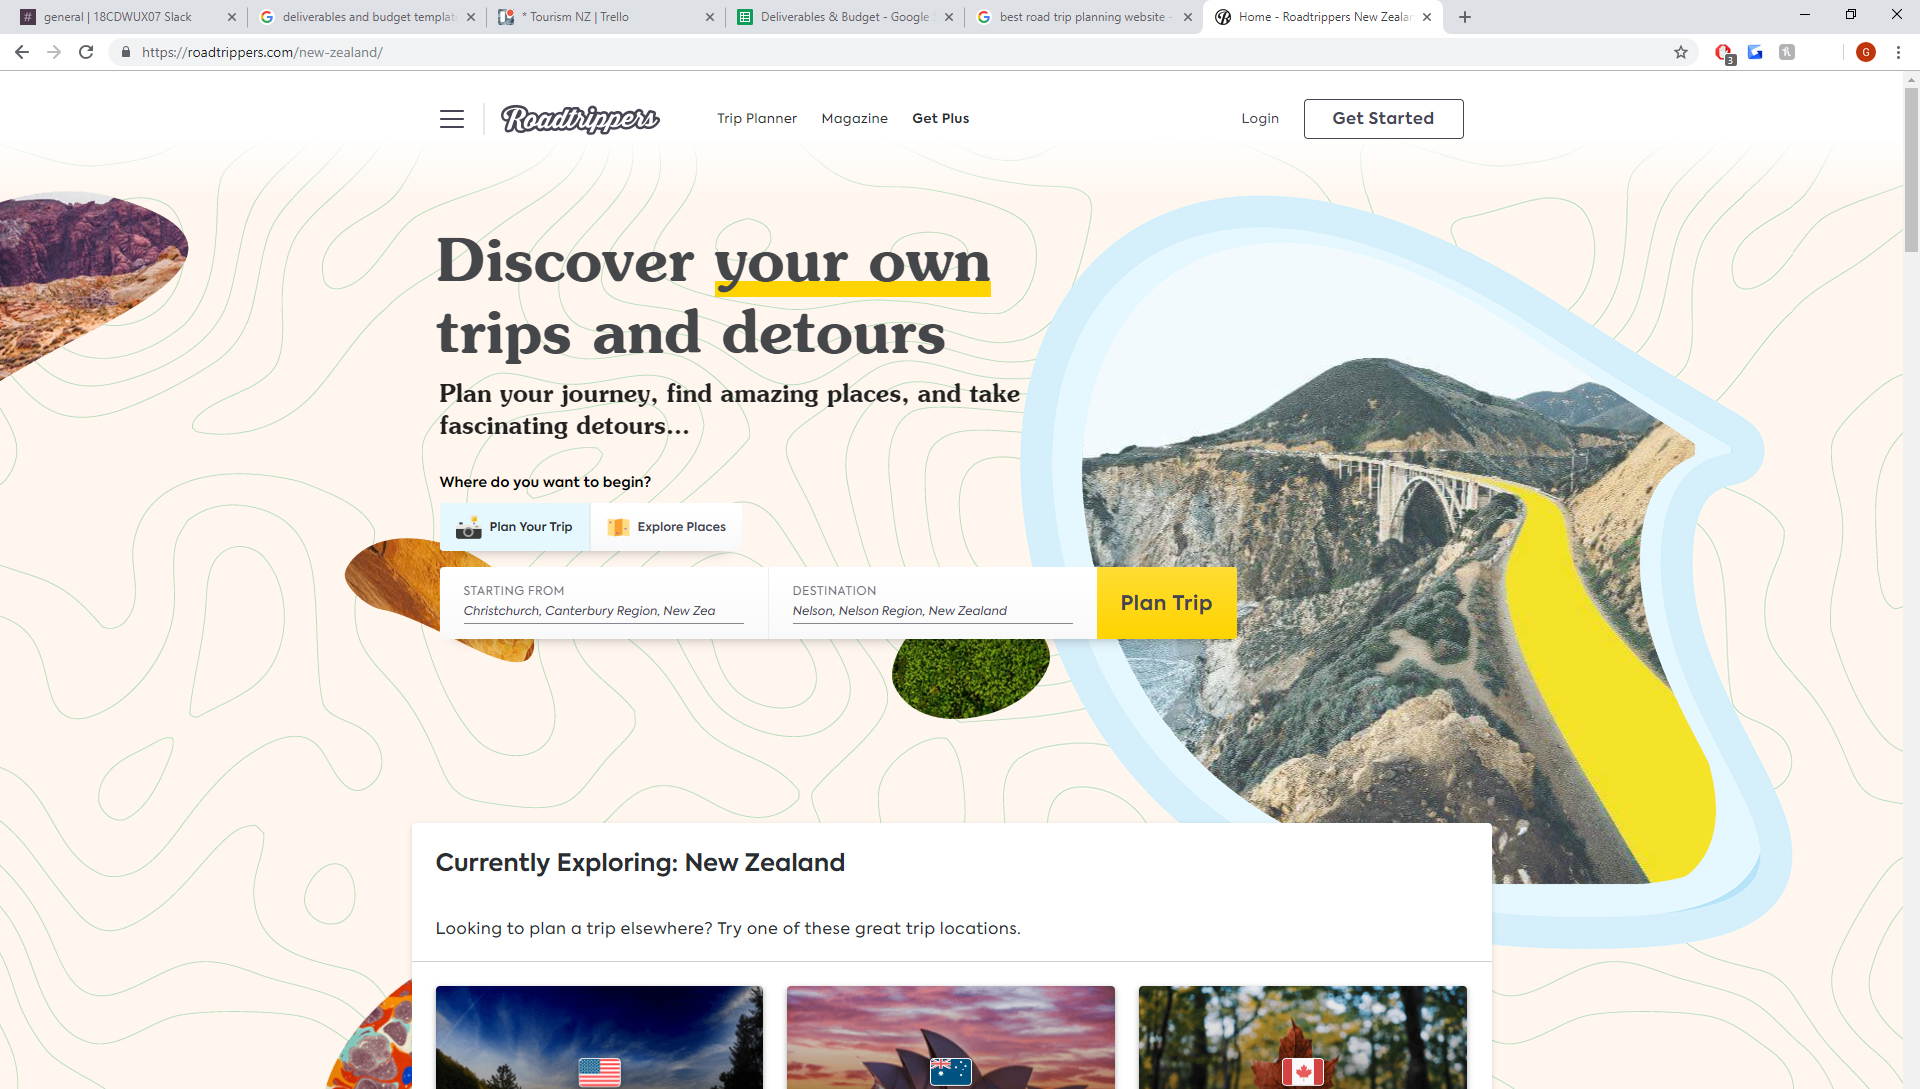 general | 18CDWUX07 Slack
deliverables and budget templat
* Tourism NZ | Trello
Deliverables & Budget - Google
best road trip planning website -
Home - Roadtrippers New Zealan
https://roadtrippers.com/new-zealand/
3
G
Roadtrippers
Trip Planner
Magazine
Get Plus
Login
Get Started
Discover your own
trips and detours
Plan your journey, find amazing places, and take
fascinating detours...
Where do you want to begin?
Plan Your Trip
Explore Places
STARTING FROM
Christchurch, Canterbury Region, New Zea
DESTINATION
Nelson, Nelson Region, New Zealand
Plan Trip
Currently Exploring: New Zealand
Looking to plan a trip elsewhere? Try one of these great trip locations.